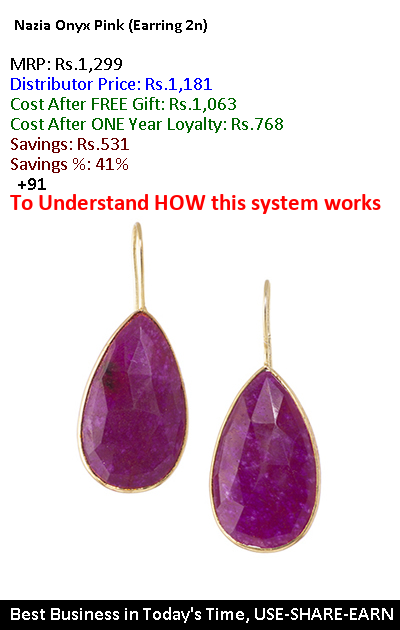 Nazia Onyx Pink (Earring 2n)
MRP: Rs.1,299
Distributor Price: Rs.1,181
Cost After FREE Gift: Rs.1,063
Cost After ONE Year Loyalty: Rs.768
Savings: Rs.531
Savings %: 41%
+91
To Understand HOW this system works
Best Business in Today's Time, USE-SHARE-EARN